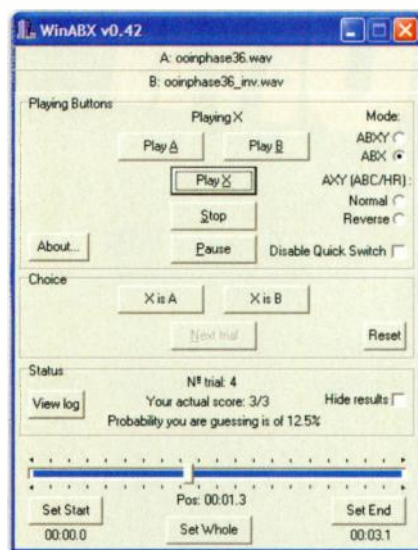 WinABX v0.42
A: ooinphase36.wav
B: ooinphase36_inv.wav
Playing Buttons
Playing X
Mode:
Play A
Play B
ABXY
ABX
Play X
AXY (ABC/HR):
Normal
Stop
Reverse
About...
Pause
Disable Quick Switch
Choice
X is A
X is B
Next trial
Reset
Status
Nº trial: 4
View log
Your actual score: 3/3
Hide results
Probability you are guessing is of 12.5%
Pos: 00:01.3
Set Start
Set End
00:00.0
Set Whole
00:03.1